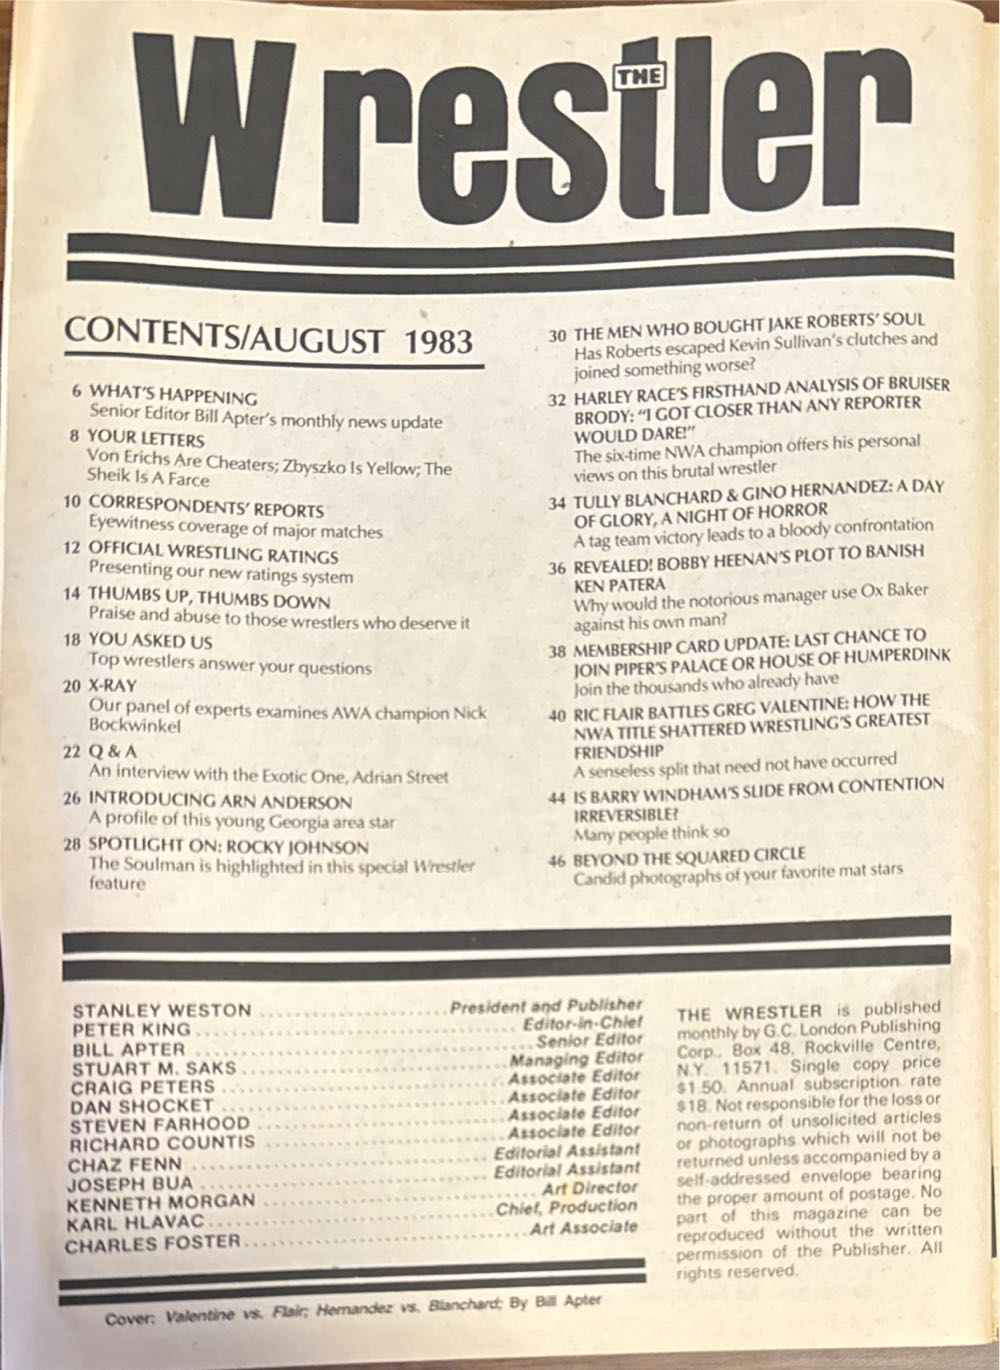 THE
Wrestler
CONTENTS/AUGUST 1983
6 WHAT'S HAPPENING
Senior Editor Bill Apter's monthly news update
8 YOUR LETTERS
Von Erichs Are Cheaters; Zbyszko Is Yellow; The
Sheik Is A Farce
10 CORRESPONDENTS' REPORTS
Eyewitness coverage of major matches
12 OFFICIAL WRESTLING RATINGS
Presenting our new ratings system
14 THUMBS UP, THUMBS DOWN
Praise and abuse to those wrestlers who deserve it
18 YOU ASKED US
Top wrestlers answer your questions
20 X-RAY
Our panel of experts examines AWA champion Nick
Bockwinkel
22 Q & A
An interview with the Exotic One, Adrian Street
26 INTRODUCING ARN ANDERSON
A profile of this young Georgia area star
28 SPOTLIGHT ON: ROCKY JOHNSON
The Soulman is highlighted in this special Wrestler
feature
30 THE MEN WHO BOUGHT JAKE ROBERTS' SOUL
Has Roberts escaped Kevin Sullivan's clutches and
joined something worse?
32 HARLEY RACE'S FIRSTHAND ANALYSIS OF BRUISER
BRODY: "I GOT CLOSER THAN ANY REPORTER
WOULD DARE!"
The six-time NWA champion offers his personal
views on this brutal wrestler
34 TULLY BLANCHARD & GINO HERNANDEZ: A DAY
OF GLORY, A NIGHT OF HORROR
A tag team victory leads to a bloody confrontation
36 REVEALED! BOBBY HEENAN'S PLOT TO BANISH
KEN PATERA
Why would the notorious manager use Ox Baker
against his own man?
38 MEMBERSHIP CARD UPDATE: LAST CHANCE TO
JOIN PIPER'S PALACE OR HOUSE OF HUMPERDINK
Join the thousands who already have
40 RIC FLAIR BATTLES GREG VALENTINE: HOW THE
NWA TITLE SHATTERED WRESTLING'S GREATEST
FRIENDSHIP
A senseless split that need not have occurred
44 IS BARRY WINDHAM'S SLIDE FROM CONTENTION
IRREVERSIBLE?
Many people think so
46 BEYOND THE SQUARED CIRCLE
Candid photographs of your favorite mat stars
STANLEY WESTON ..................... President and Publisher
PETER KING ..................... Editor-in-Chief
BILL APTER ..................... Senior Editor
STUART M. SAKS ..................... Managing Editor
CRAIG PETERS ..................... Associate Editor
DAN SHOCKET ..................... Associate Editor
STEVEN FARHOOD ..................... Associate Editor
RICHARD COUNTIS ..................... Associate Editor
CHAZ FENN ..................... Editorial Assistant
JOSEPH BUA ..................... Editorial Assistant
KENNETH MORGAN ..................... Art Director
KARL HLAVAC ..................... Chief, Production
CHARLES FOSTER ..................... Art Associate
THE WRESTLER is published
monthly by G.C. London Publishing
Corp., Box 48, Rockville Centre,
N.Y. 11571. Single copy price
$1.50. Annual subscription rate
$18. Not responsible for the loss or
non-return of unsolicited articles
or photographs which will not be
returned unless accompanied by a
self-addressed envelope bearing
the proper amount of postage. No
part of this magazine can be
reproduced without the written
permission of the Publisher. All
rights reserved.
Cover: Valentine vs. Flair; Hernandez vs. Blanchard; By Bill Apter